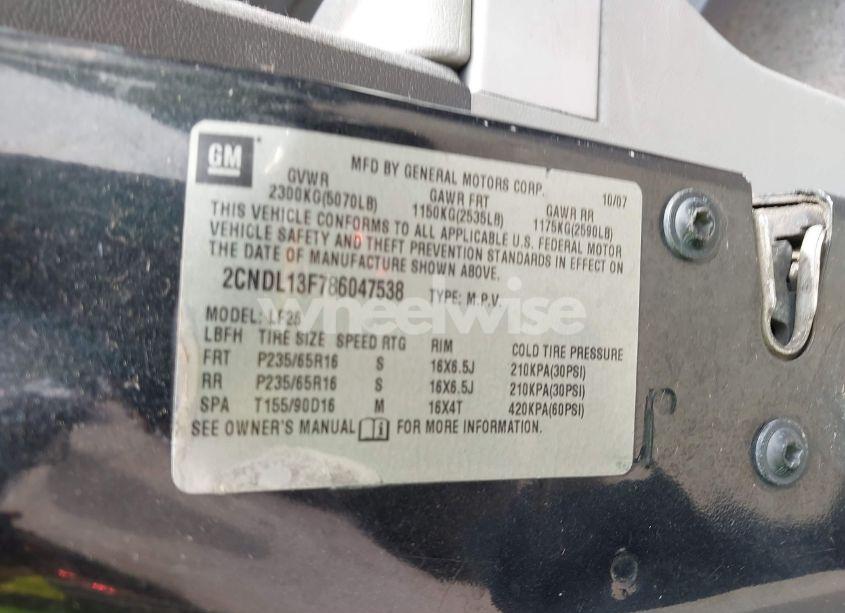 GM
MFD BY GENERAL MOTORS CORP. 10/07
GVWR GAWR FRT GAWR RR
2300KG(5070LB) 1150KG(2535LB) 1175KG(2590LB)
THIS VEHICLE CONFORMS TO ALL APPLICABLE U.S. FEDERAL MOTOR
VEHICLE SAFETY AND THEFT PREVENTION STANDARDS IN EFFECT ON
THE DATE OF MANUFACTURE SHOWN ABOVE.
2CNDL13F786047538 TYPE: M.P.V.
wheelwise
MODEL: LF26
LBFH TIRE SIZE SPEED RTG RIM COLD TIRE PRESSURE
FRT P235/65R16 S 16X6.5J 210KPA(30PSI)
RR P235/65R16 S 16X6.5J 210KPA(30PSI)
SPA T155/90D16 M 16X4T 420KPA(60PSI)
SEE OWNER'S MANUAL i FOR MORE INFORMATION.